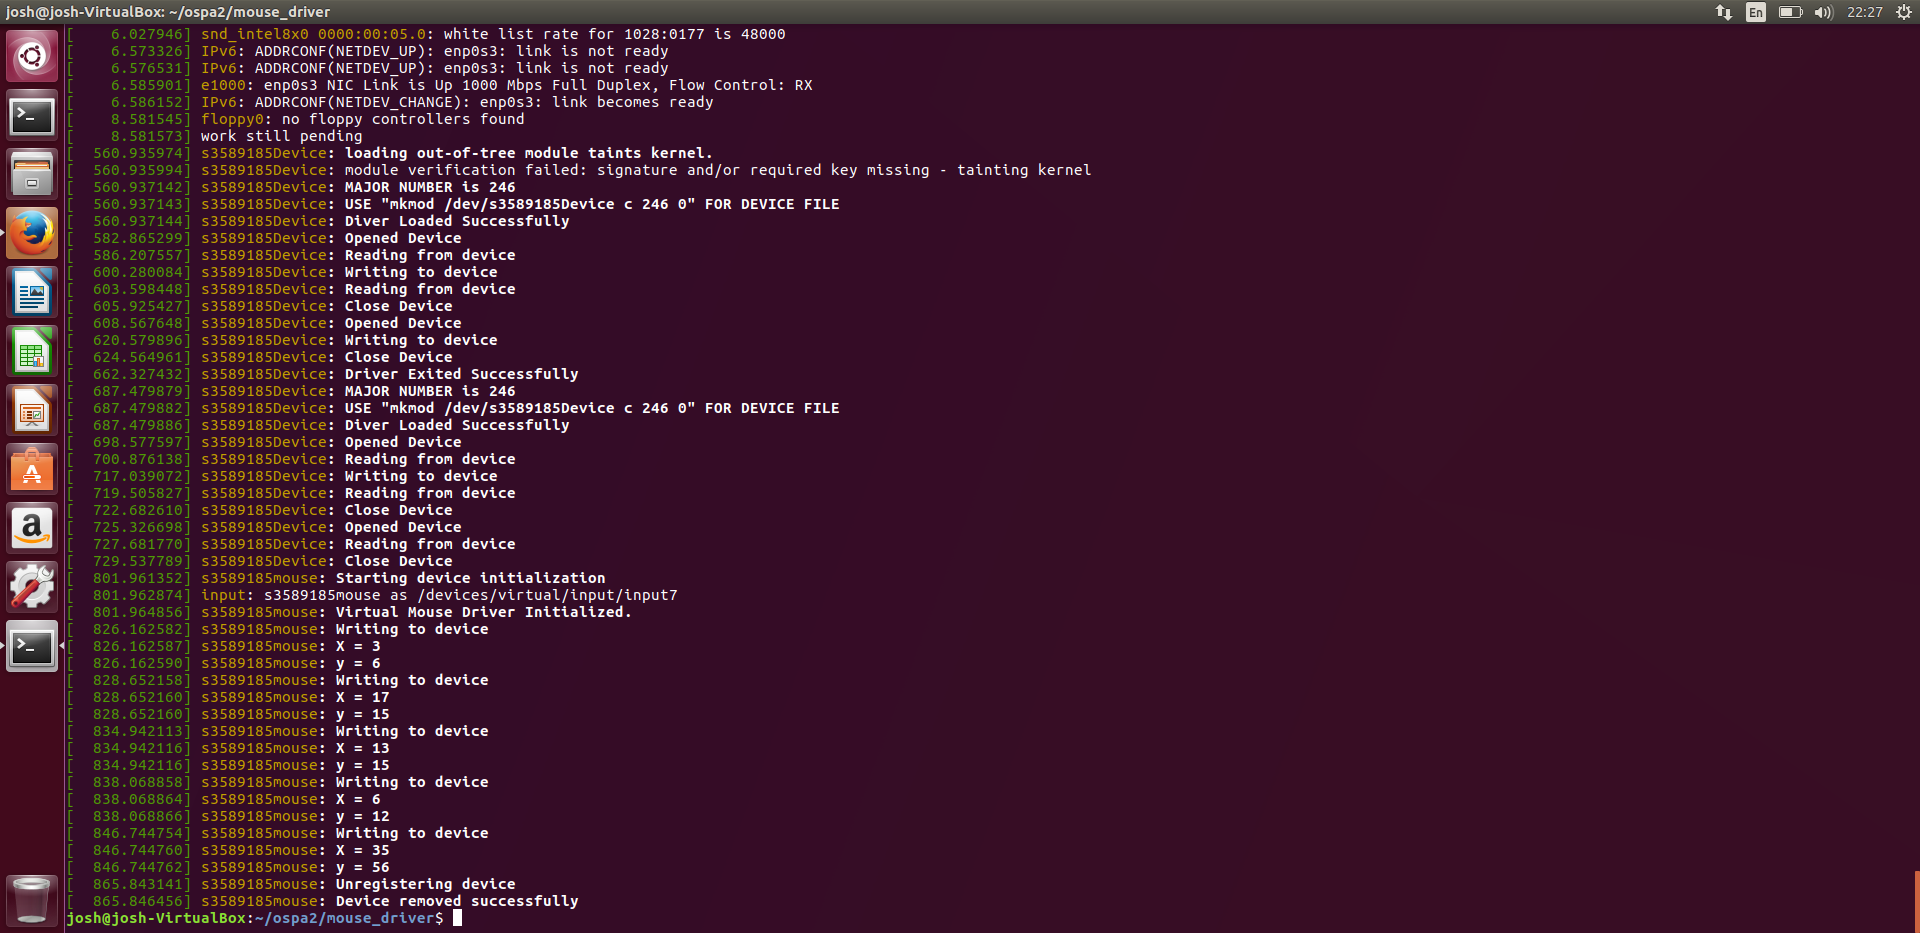 josh@josh-VirtualBox: ~/ospa2/mouse_driver
En
22:27
[    6.027946] snd_intel8x0 0000:00:05.0: white list rate for 1028:0177 is 48000
[    6.573326] IPv6: ADDRCONF(NETDEV_UP): enp0s3: link is not ready
[    6.576531] IPv6: ADDRCONF(NETDEV_UP): enp0s3: link is not ready
[    6.585901] e1000: enp0s3 NIC Link is Up 1000 Mbps Full Duplex, Flow Control: RX
[    6.586152] IPv6: ADDRCONF(NETDEV_CHANGE): enp0s3: link becomes ready
[    8.581545] floppy0: no floppy controllers found
[    8.581573] work still pending
[  560.935974] s3589185Device: loading out-of-tree module taints kernel.
[  560.935994] s3589185Device: module verification failed: signature and/or required key missing - tainting kernel
[  560.937142] s3589185Device: MAJOR NUMBER is 246
[  560.937143] s3589185Device: USE "mkmod /dev/s3589185Device c 246 0" FOR DEVICE FILE
[  560.937144] s3589185Device: Diver Loaded Successfully
[  582.865299] s3589185Device: Opened Device
[  586.207557] s3589185Device: Reading from device
[  600.280084] s3589185Device: Writing to device
[  603.598448] s3589185Device: Reading from device
[  605.925427] s3589185Device: Close Device
[  608.567648] s3589185Device: Opened Device
[  620.579896] s3589185Device: Writing to device
[  624.564961] s3589185Device: Close Device
[  662.327432] s3589185Device: Driver Exited Successfully
[  687.479879] s3589185Device: MAJOR NUMBER is 246
[  687.479882] s3589185Device: USE "mkmod /dev/s3589185Device c 246 0" FOR DEVICE FILE
[  687.479886] s3589185Device: Diver Loaded Successfully
[  698.577597] s3589185Device: Opened Device
[  700.876138] s3589185Device: Reading from device
[  717.039072] s3589185Device: Writing to device
[  719.505827] s3589185Device: Reading from device
[  722.682610] s3589185Device: Close Device
[  725.326698] s3589185Device: Opened Device
[  727.681770] s3589185Device: Reading from device
[  729.537789] s3589185Device: Close Device
[  801.961352] s3589185mouse: Starting device initialization
[  801.962874] input: s3589185mouse as /devices/virtual/input/input7
[  801.964856] s3589185mouse: Virtual Mouse Driver Initialized.
[  826.162582] s3589185mouse: Writing to device
[  826.162587] s3589185mouse: X = 3
[  826.162590] s3589185mouse: y = 6
[  828.652158] s3589185mouse: Writing to device
[  828.652160] s3589185mouse: X = 17
[  828.652160] s3589185mouse: y = 15
[  834.942113] s3589185mouse: Writing to device
[  834.942116] s3589185mouse: X = 13
[  834.942116] s3589185mouse: y = 15
[  838.068858] s3589185mouse: Writing to device
[  838.068864] s3589185mouse: X = 6
[  838.068866] s3589185mouse: y = 12
[  846.744754] s3589185mouse: Writing to device
[  846.744760] s3589185mouse: X = 35
[  846.744762] s3589185mouse: y = 56
[  865.843141] s3589185mouse: Unregistering device
[  865.846456] s3589185mouse: Device removed successfully
josh@josh-VirtualBox:~/ospa2/mouse_driver$